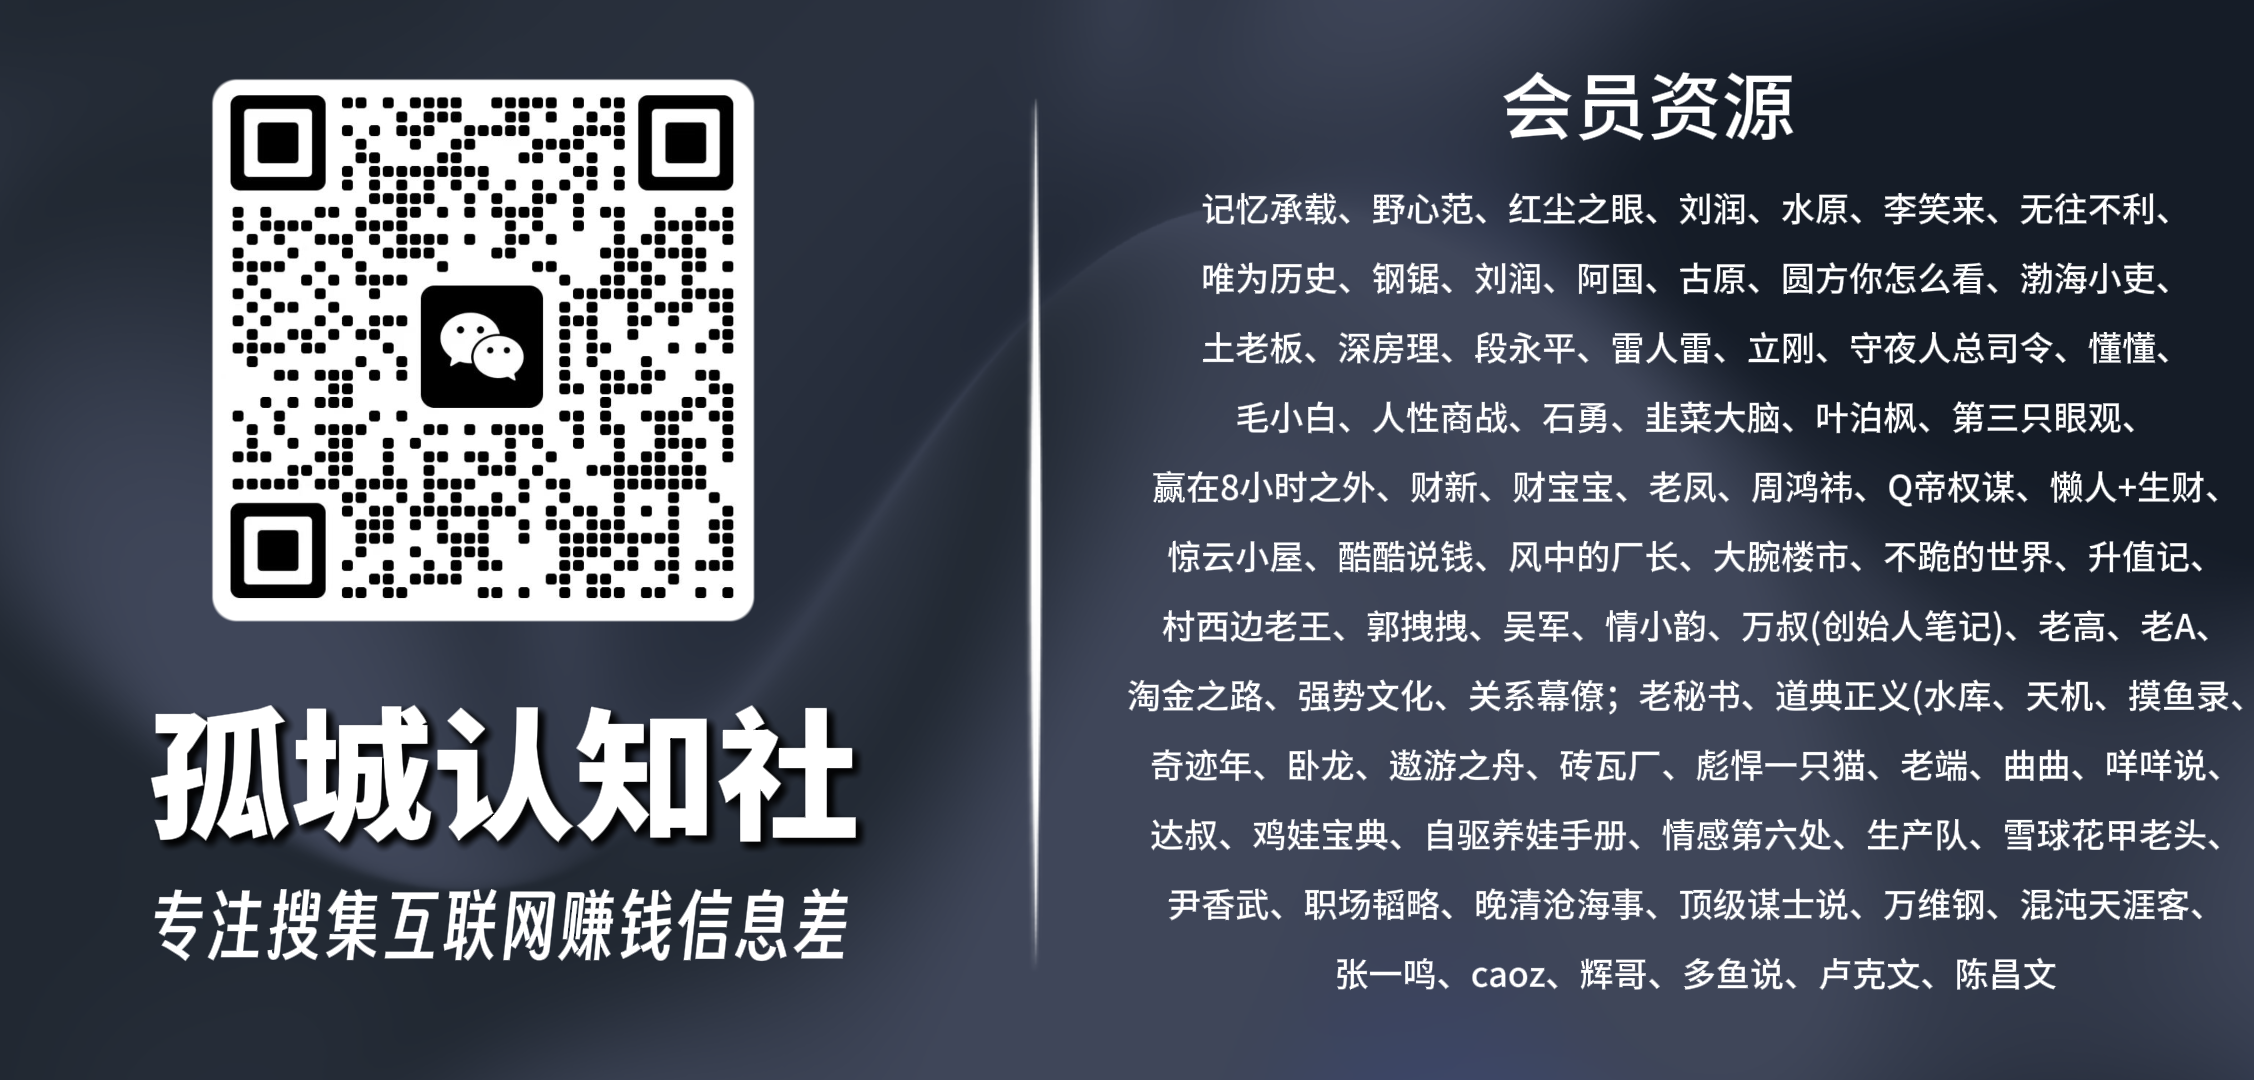 孤城认知社
专注搜集互联网赚钱信息差
会员资源
记忆承载、野心范、红尘之眼、刘润、水原、李笑来、无往不利、
唯为历史、钢锯、刘润、阿国、古原、圆方你怎么看、渤海小吏、
土老板、深房理、段永平、雷人雷、立刚、守夜人总司令、懂懂、
毛小白、人性商战、石勇、韭菜大脑、叶泊枫、第三只眼观、
赢在8小时之外、财新、财宝宝、老凤、周鸿祎、Q帝权谋、懒人+生财、
惊云小屋、酷酷说钱、风中的厂长、大腕楼市、不跪的世界、升值记、
村西边老王、郭拽拽、吴军、情小韵、万叔(创始人笔记)、老高、老A、
淘金之路、强势文化、关系幕僚；老秘书、道典正义(水库、天机、摸鱼录、
奇迹年、卧龙、遨游之舟、砖瓦厂、彪悍一只猫、老端、曲曲、咩咩说、
达叔、鸡娃宝典、自驱养娃手册、情感第六处、生产队、雪球花甲老头、
尹香武、职场韬略、晚清沧海事、顶级谋士说、万维钢、混沌天涯客、
张一鸣、caoz、辉哥、多鱼说、卢克文、陈昌文